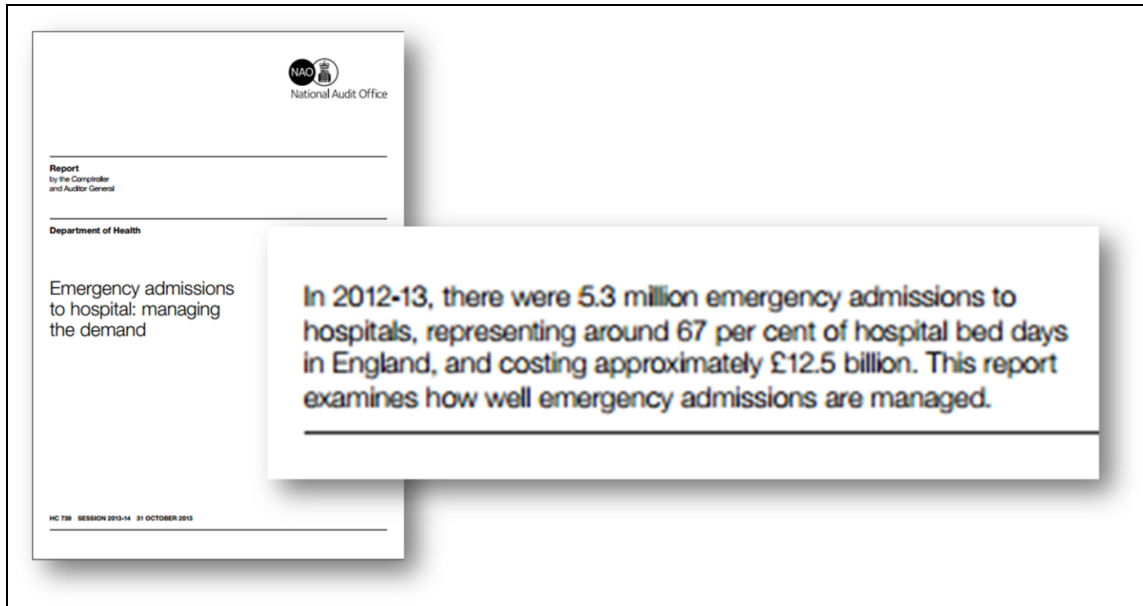 NAO
National Audit Office
Report
by the Comptroller
and Auditor General
Department of Health
Emergency admissions
to hospital: managing
the demand
In 2012-13, there were 5.3 million emergency admissions to
hospitals, representing around 67 per cent of hospital bed days
in England, and costing approximately £12.5 billion. This report
examines how well emergency admissions are managed.
HC 739 SESSION 2013-14 31 OCTOBER 2013